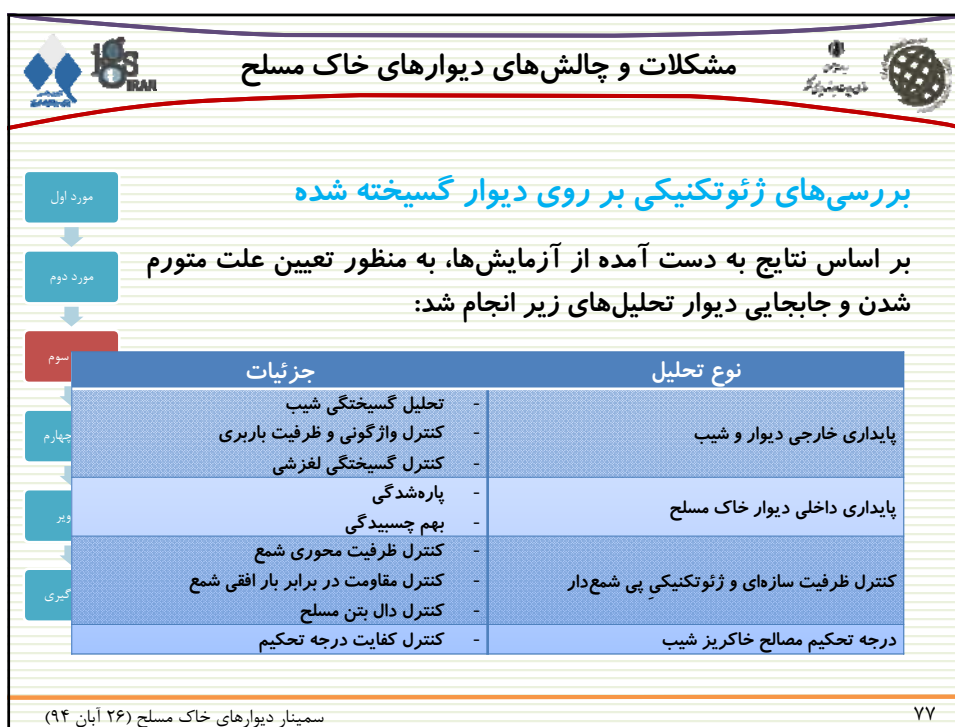 مشکلات و چالش‌های دیوارهای خاک مسلح
IRAN
بررسی‌های ژئوتکنیکی بر روی دیوار گسیخته شده
بر اساس نتایج به دست آمده از آزمایش‌ها، به منظور تعیین علت متورم
شدن و جابجایی دیوار تحلیل‌های زیر انجام شد:
مورد اول
مورد دوم
سوم
چهارم
ویر
گیری
نوع تحلیل جزئیات
پایداری خارجی دیوار و شیب
- تحلیل گسیختگی شیب
- کنترل واژگونی و ظرفیت باربری
- کنترل گسیختگی لغزشی
پایداری داخلی دیوار خاک مسلح
- پاره‌شدگی
- بهم چسبیدگی
کنترل ظرفیت سازه‌ای و ژئوتکنیکیِ پی شمع‌دار
- کنترل ظرفیت محوری شمع
- کنترل مقاومت در برابر بار افقی شمع
- کنترل دال بتن مسلح
درجه تحکیم مصالح خاکریز شیب
- کنترل کفایت درجه تحکیم
سمینار دیوارهای خاک مسلح (۲۶ آبان ۹۴)
۷۷